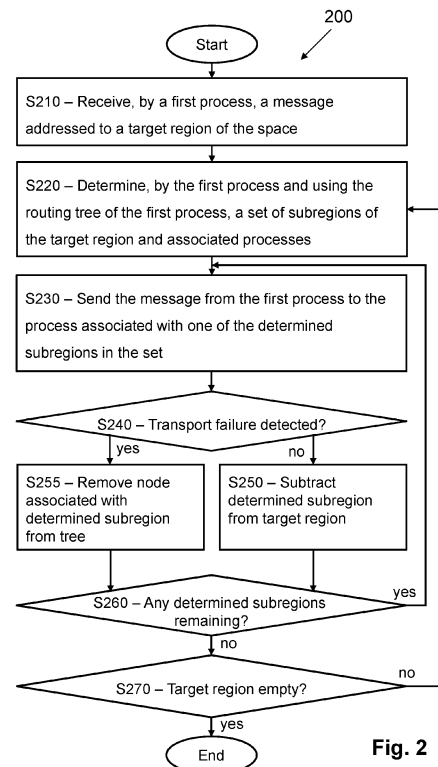 200
Start
S210 – Receive, by a first process, a message
addressed to a target region of the space
S220 – Determine, by the first process and using the
routing tree of the first process, a set of subregions of
the target region and associated processes
S230 – Send the message from the first process to the
process associated with one of the determined
subregions in the set
S240 – Transport failure detected?
yes
no
S255 – Remove node
associated with
determined subregion
from tree
S250 – Subtract
determined subregion
from target region
S260 – Any determined subregions
remaining?
yes
no
S270 – Target region empty?
no
yes
End
Fig. 2